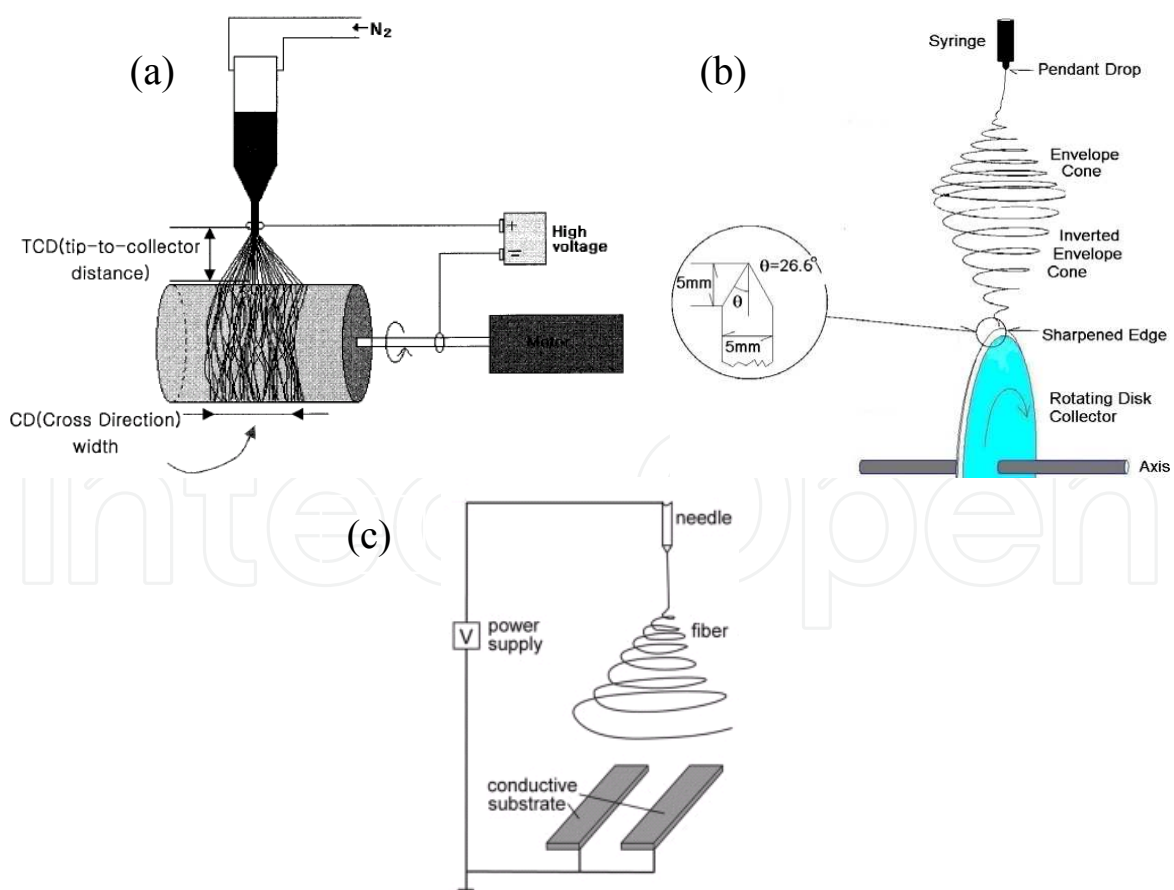 (a)
←N₂
TCD(tip-to-collector
distance)
+
High
voltage
Motor
CD(Cross Direction)
width
(b)
Syringe
Pendant Drop
Envelope
Cone
Inverted
Envelope
Cone
5mm
θ=26.6°
θ
5mm
Sharpened Edge
Rotating Disk
Collector
Axis
IntechOpen
(c)
needle
V
power
supply
fiber
conductive
substrate